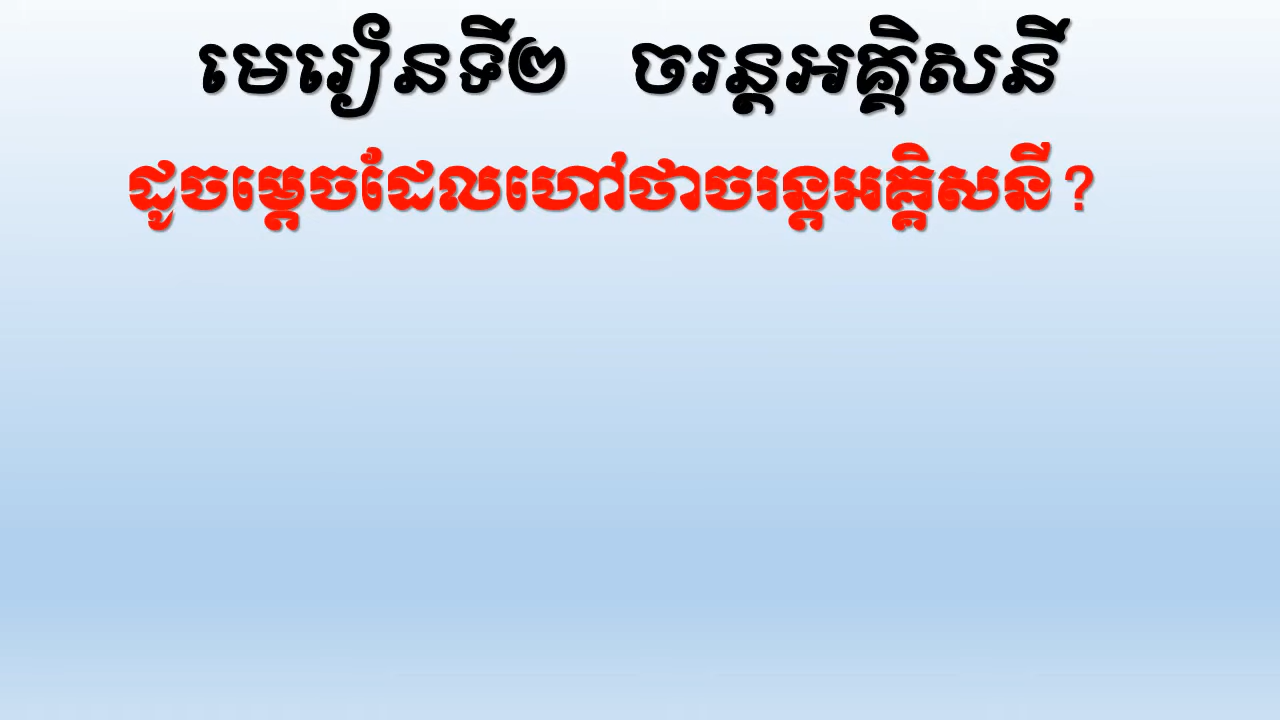 មេរៀនទី២ ចរន្តអគ្គិសនី
ដូចម្ដេចដែលហៅថាចរន្តអគ្គិសនី?